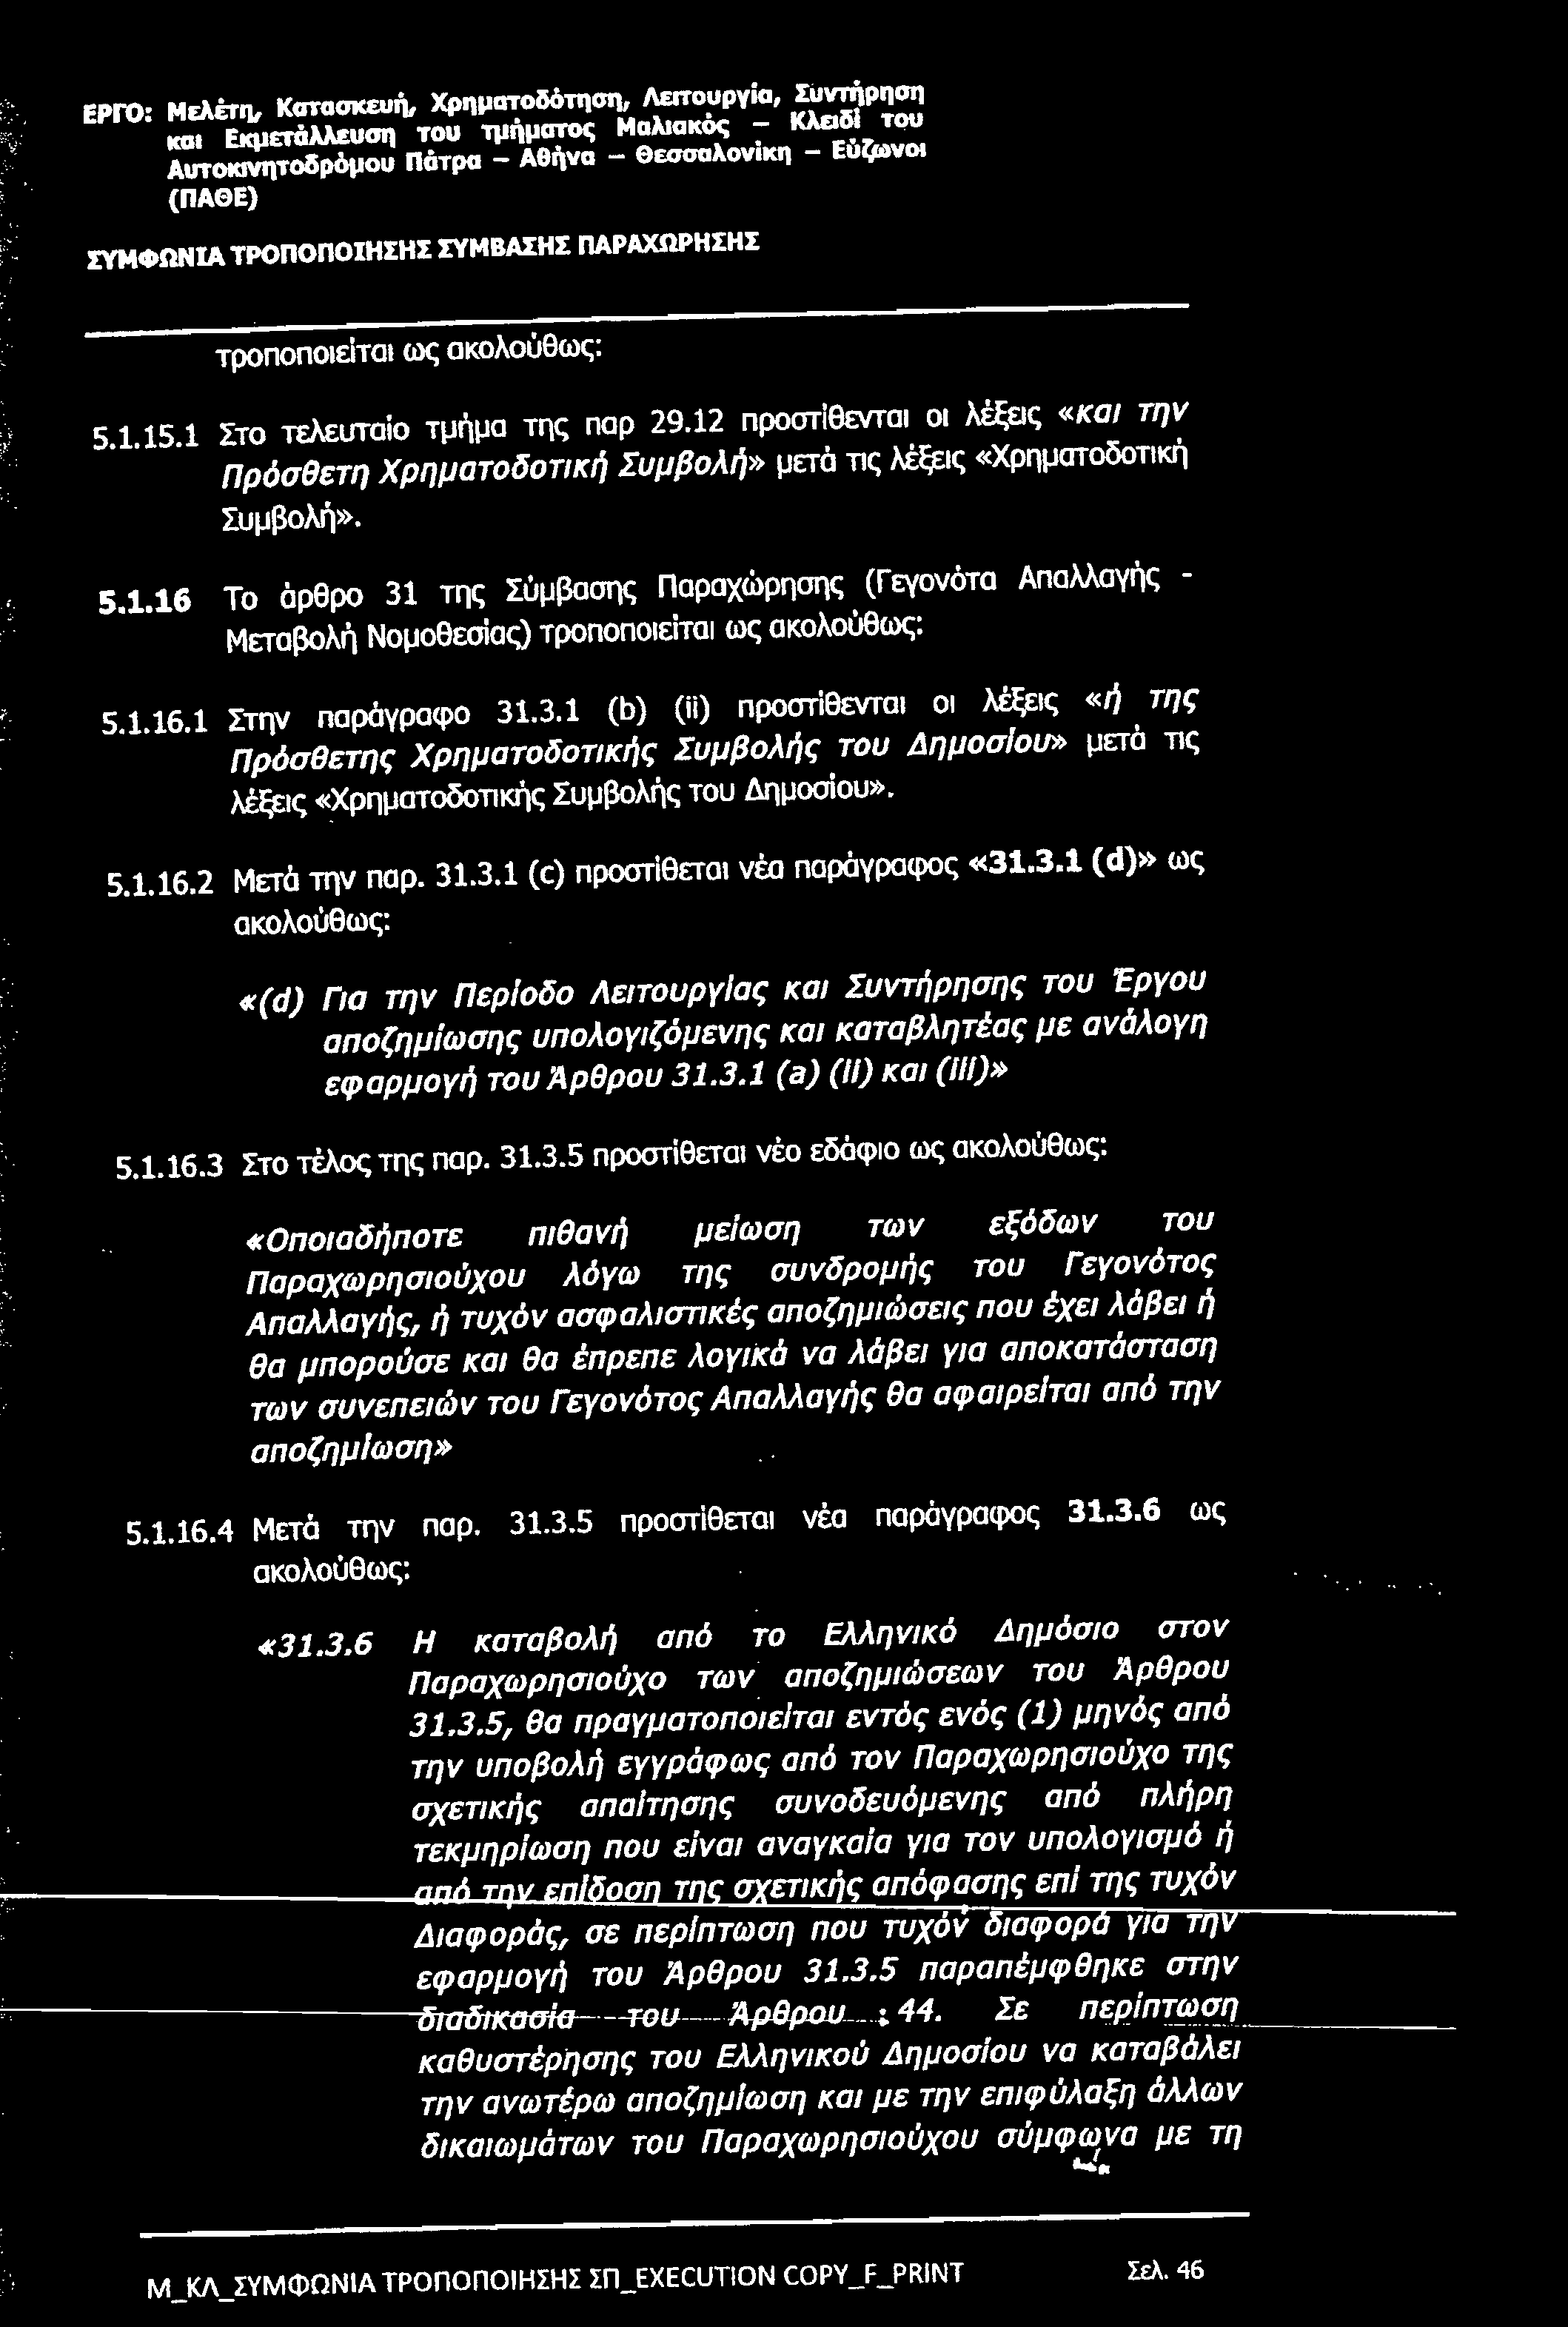 ΕΡΓΟ: Μελέτη, Κατασκευή, Χρηματοδότηση, Λειτουργία, Συντήρηση
και Εκμετάλλευση του τμήματος Μαλιακός – Κλειδί του
Αυτοκινητοδρόμου Πάτρα – Αθήνα – Θεσσαλονίκη – Εύζωνοι
(ΠΑΘΕ)
ΣΥΜΦΩΝΙΑ ΤΡΟΠΟΠΟΙΗΣΗΣ ΣΥΜΒΑΣΗΣ ΠΑΡΑΧΩΡΗΣΗΣ
τροποποιείται ως ακολούθως:
5.1.15.1 Στο τελευταίο τμήμα της παρ 29.12 προστίθενται οι λέξεις «και την
Πρόσθετη Χρηματοδοτική Συμβολή» μετά τις λέξεις «Χρηματοδοτική
Συμβολή».
5.1.16 Το άρθρο 31 της Σύμβασης Παραχώρησης (Γεγονότα Απαλλαγής -
Μεταβολή Νομοθεσίας) τροποποιείται ως ακολούθως:
5.1.16.1 Στην παράγραφο 31.3.1 (b) (ii) προστίθενται οι λέξεις «ή της
Πρόσθετης Χρηματοδοτικής Συμβολής του Δημοσίου» μετά τις
λέξεις «Χρηματοδοτικής Συμβολής του Δημοσίου».
5.1.16.2 Μετά την παρ. 31.3.1 (c) προστίθεται νέα παράγραφος «31.3.1 (d)» ως
ακολούθως:
«(d) Για την Περίοδο Λειτουργίας και Συντήρησης του Έργου
αποζημίωσης υπολογιζόμενης και καταβλητέας με ανάλογη
εφαρμογή του Άρθρου 31.3.1 (a) (ii) και (iii)»
5.1.16.3 Στο τέλος της παρ. 31.3.5 προστίθεται νέο εδάφιο ως ακολούθως:
«Οποιαδήποτε πιθανή μείωση των εξόδων του
Παραχωρησιούχου λόγω της συνδρομής του Γεγονότος
Απαλλαγής, ή τυχόν ασφαλιστικές αποζημιώσεις που έχει λάβει ή
θα μπορούσε και θα έπρεπε λογικά να λάβει για αποκατάσταση
των συνεπειών του Γεγονότος Απαλλαγής θα αφαιρείται από την
αποζημίωση»
5.1.16.4 Μετά την παρ. 31.3.5 προστίθεται νέα παράγραφος 31.3.6 ως
ακολούθως:
«31.3.6 Η καταβολή από το Ελληνικό Δημόσιο στον
Παραχωρησιούχο των αποζημιώσεων του Άρθρου
31.3.5, θα πραγματοποιείται εντός ενός (1) μηνός από
την υποβολή εγγράφως από τον Παραχωρησιούχο της
σχετικής απαίτησης συνοδευόμενης από πλήρη
τεκμηρίωση που είναι αναγκαία για τον υπολογισμό ή
από την επίδοση της σχετικής απόφασης επί της τυχόν
Διαφοράς, σε περίπτωση που τυχόν διαφορά για την
εφαρμογή του Άρθρου 31.3.5 παραπέμφθηκε στην
διαδικασία του Άρθρου 44. Σε περίπτωση
καθυστέρησης του Ελληνικού Δημοσίου να καταβάλει
την ανωτέρω αποζημίωση και με την επιφύλαξη άλλων
δικαιωμάτων του Παραχωρησιούχου σύμφωνα με τη
Μ_ΚΛ_ΣΥΜΦΩΝΙΑ ΤΡΟΠΟΠΟΙΗΣΗΣ ΣΠ_EXECUTION COPY_F_PRINT Σελ. 46